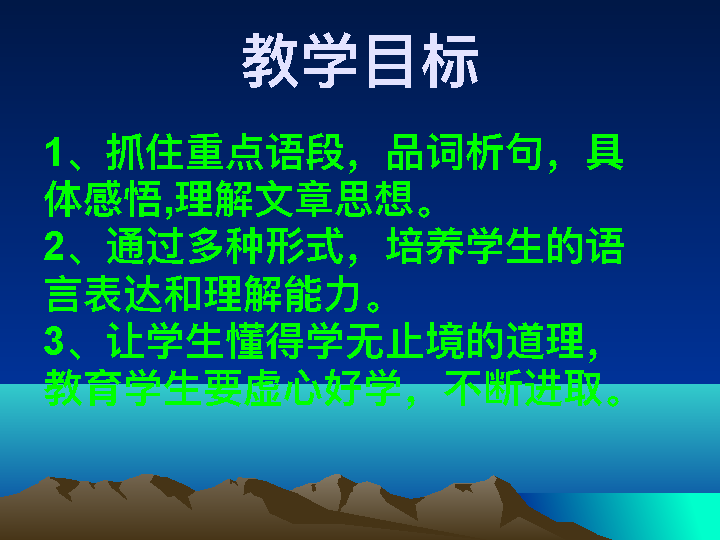 教学目标
1、抓住重点语段，品词析句，具
体感悟,理解文章思想。
2、通过多种形式，培养学生的语
言表达和理解能力。
3、让学生懂得学无止境的道理，
教育学生要虚心好学，不断进取。